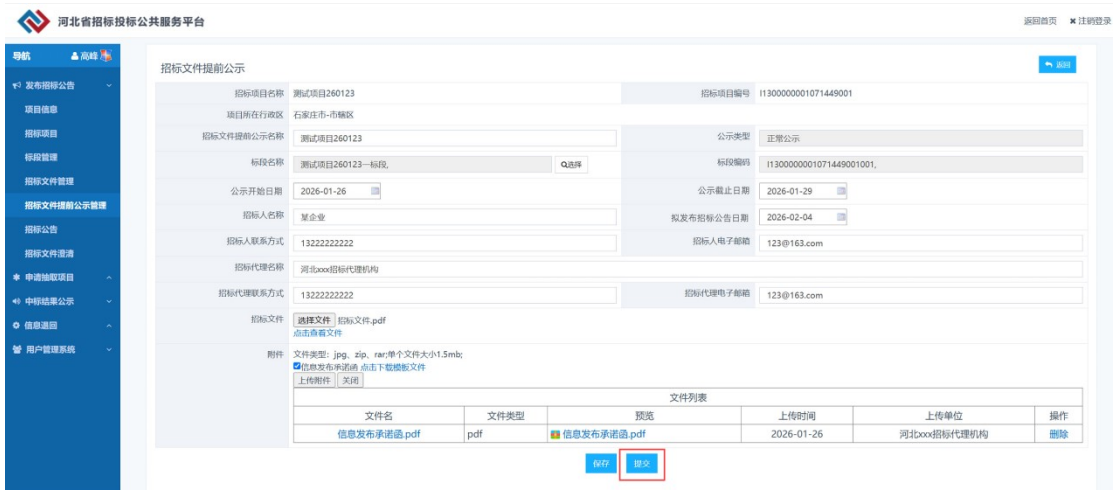 河北省招标投标公共服务平台
返回首页 ✖注销登录
导航 高峰
发布招标公告
项目信息
招标项目
标段管理
招标文件管理
招标文件提前公示管理
招标公告
招标文件澄清
申请抽取项目
中标结果公示
信息退回
用户管理系统
招标文件提前公示 返回
招标项目名称 测试项目260123 招标项目编号 I1300000001071449001
项目所在行政区 石家庄市-市辖区
招标文件提前公示名称 测试项目260123 公示类型 正常公示
标段名称 测试项目260123一标段, 选择 标段编码 I1300000001071449001001,
公示开始日期 2026-01-26 公示截止日期 2026-01-29
招标人名称 某企业 拟发布招标公告日期 2026-02-04
招标人联系方式 13222222222 招标人电子邮箱 123@163.com
招标代理名称 河北xxx招标代理机构
招标代理联系方式 13222222222 招标代理电子邮箱 123@163.com
招标文件 选择文件 招标文件.pdf
点击查看文件
附件 文件类型: jpg、zip、rar;单个文件大小1.5mb;
信息发布承诺函 点击下载模板文件
上传附件 关闭
文件列表
文件名 文件类型 预览 上传时间 上传单位 操作
信息发布承诺函.pdf pdf 信息发布承诺函.pdf 2026-01-26 河北xxx招标代理机构 删除
保存 提交